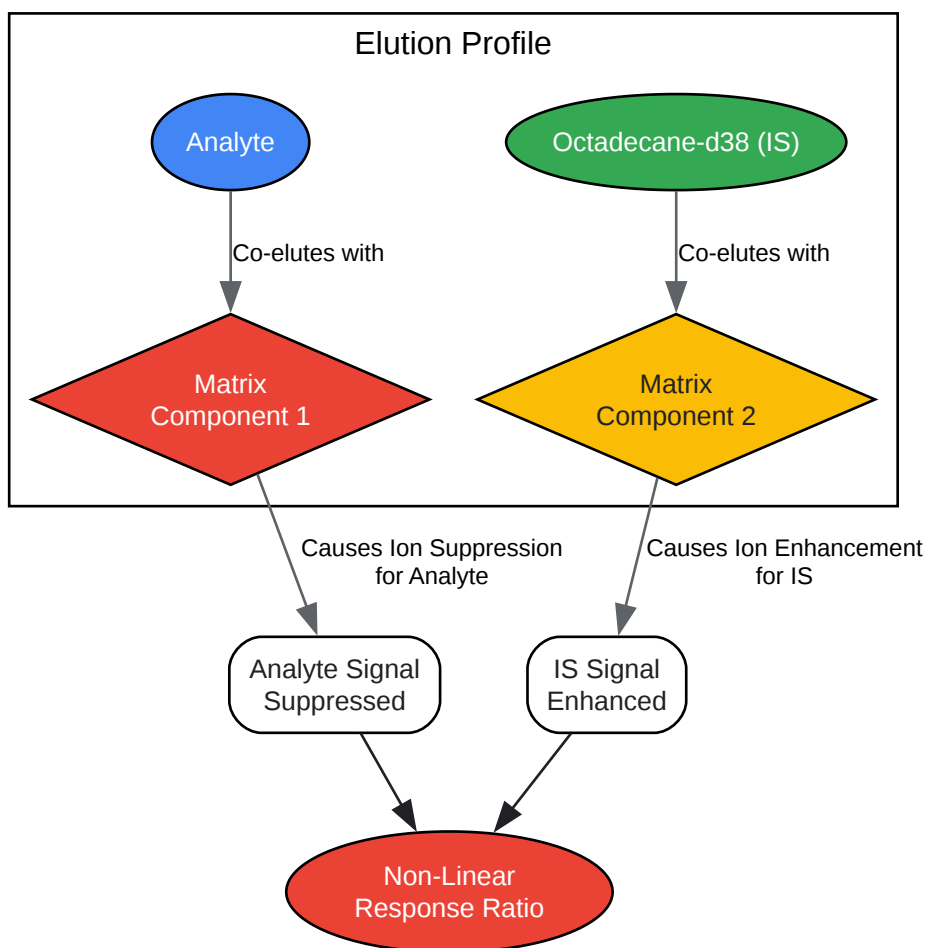 Elution Profile
Analyte
Octadecane-d38 (IS)
Co-elutes with
Co-elutes with
Matrix
Component 1
Matrix
Component 2
Causes Ion Suppression
for Analyte
Causes Ion Enhancement
for IS
Analyte Signal
Suppressed
IS Signal
Enhanced
Non-Linear
Response Ratio